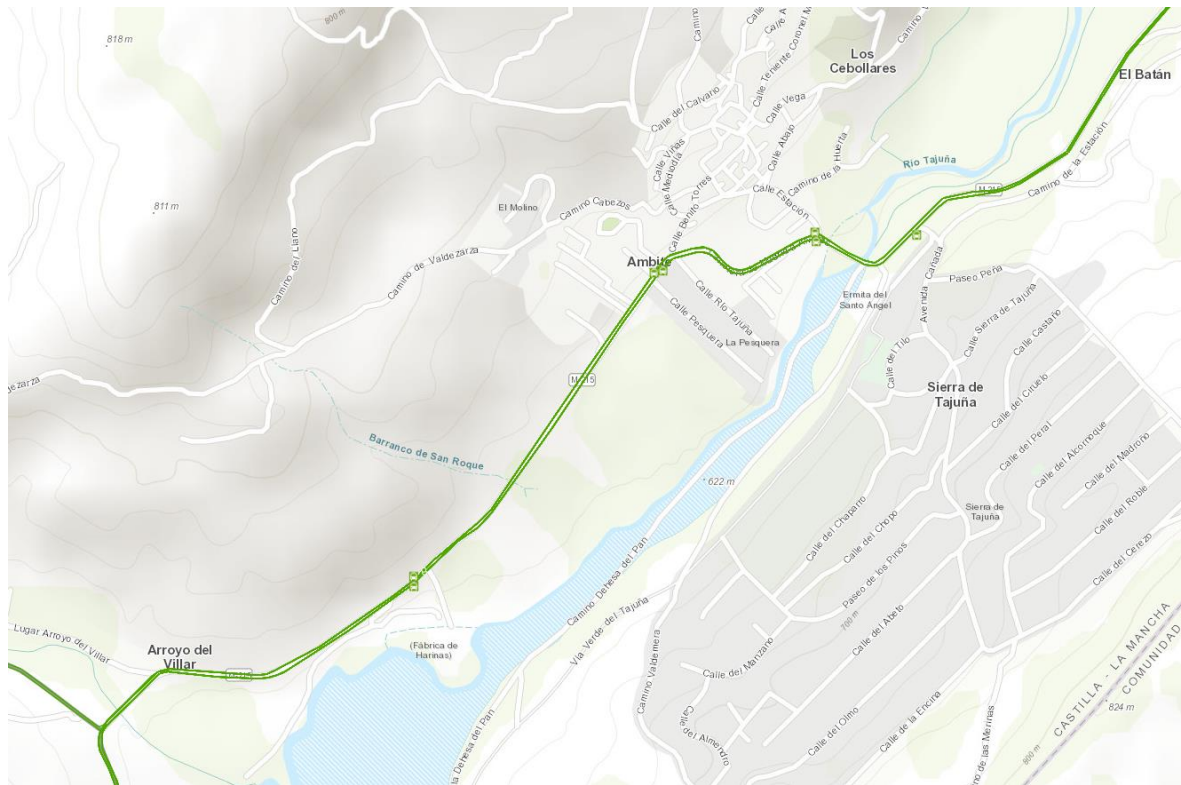 800 m
818 m
Calle del Calvario
Calle Teniente Coronel M
Los
Cebollares
El Batán
Calle Vega
Calle Abajo
Camino de la Huerta
Río Tajuña
Camino de la Estación
811 m
El Molino
Camino Cabezos
Calle Viñas
Calle Mediodía
Calle Benito Torres
Calle Estación
Camino del Llano
Camino de Valdezarza
Ambite
Calle Río Tajuña
Calle Pesquera
La Pesquera
Ermita del
Santo Ángel
Avenida Cañada
Paseo Peña
Calle Sierra de Tajuña
Calle Castaño
Calle del Tilo
Sierra de
Tajuña
Calle del Ciruelo
Calle del Peral
Calle del Alcornoque
Calle del Madroño
Barranco de San Roque
622 m
Calle del Chaparro
Calle del Chopo
Sierra de
Tajuña
Calle del Roble
Calle del Cerezo
Paseo de los Pinos
700 m
Calle del Abeto
Camino Dehesa del Pan
Vía Verde del Tajuña
Lugar Arroyo del Villar
Arroyo del
Villar
(Fábrica de
Harinas)
Camino Valdemera
Calle del Manzano
Calle del Almendro
Calle del Olmo
Calle de la Encina
no de las Merinas
la Dehesa del Pan
CASTILLA - LA MANCHA
COMUNIDAD
824 m
800 m